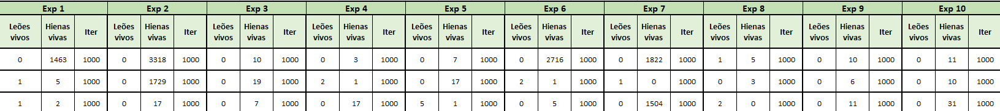 Exp 1 Exp 2 Exp 3 Exp 4 Exp 5 Exp 6 Exp 7 Exp 8 Exp 9 Exp 10
Leões vivos Hienas vivas Iter Leões vivos Hienas vivas Iter Leões vivos Hienas vivas Iter Leões vivos Hienas vivas Iter Leões vivos Hienas vivas Iter Leões vivos Hienas vivas Iter Leões vivos Hienas vivas Iter Leões vivos Hienas vivas Iter Leões vivos Hienas vivas Iter Leões vivos Hienas vivas Iter
0 1463 1000 0 3318 1000 0 10 1000 0 3 1000 0 7 1000 0 2716 1000 0 1822 1000 1 5 1000 0 10 1000 0 11 1000
1 5 1000 0 1729 1000 0 19 1000 2 1 1000 0 17 1000 2 1 1000 1 0 1000 0 3 1000 0 6 1000 0 10 1000
1 2 1000 0 17 1000 0 7 1000 0 17 1000 5 1 1000 0 5 1000 0 1504 1000 2 0 1000 0 11 1000 0 31 1000